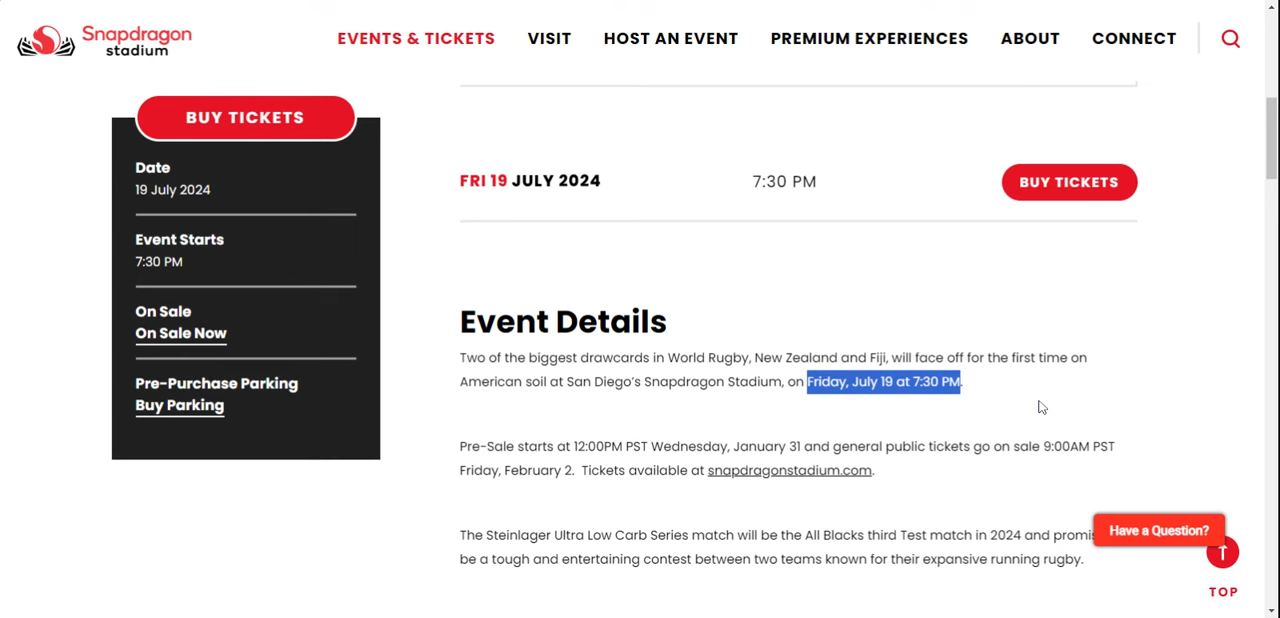 Snapdragon
stadium
EVENTS & TICKETS VISIT HOST AN EVENT PREMIUM EXPERIENCES ABOUT CONNECT
BUY TICKETS
Date
19 July 2024
Event Starts
7:30 PM
On Sale
On Sale Now
Pre-Purchase Parking
Buy Parking
FRI 19 JULY 2024 7:30 PM BUY TICKETS
Event Details
Two of the biggest drawcards in World Rugby, New Zealand and Fiji, will face off for the first time on
American soil at San Diego’s Snapdragon Stadium, on Friday, July 19 at 7:30 PM.
Pre-Sale starts at 12:00PM PST Wednesday, January 31 and general public tickets go on sale 9:00AM PST
Friday, February 2. Tickets available at snapdragonstadium.com.
The Steinlager Ultra Low Carb Series match will be the All Blacks third Test match in 2024 and
be a tough and entertaining contest between two teams known for their expansive running rugby.
Have a Question?
TOP